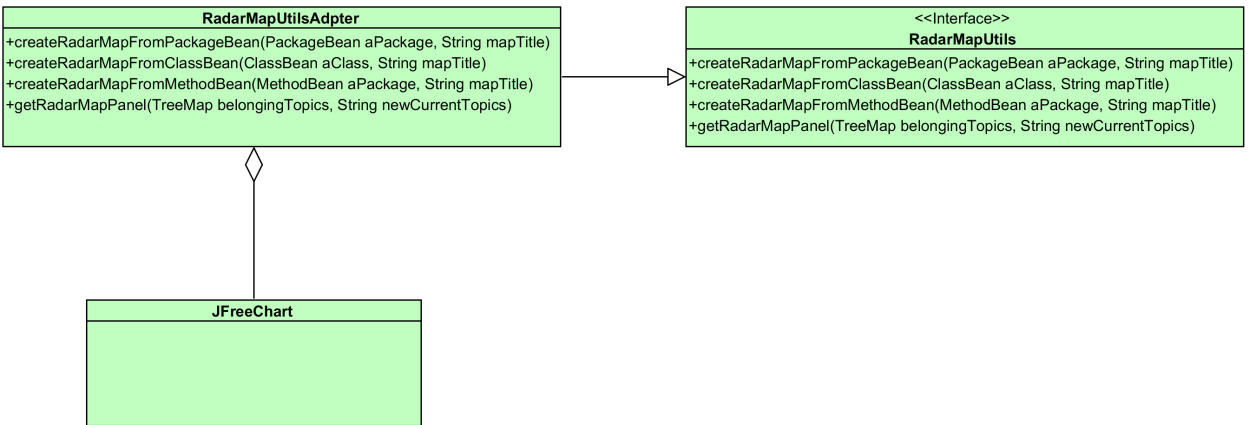 RadarMapUtilsAdpter
+createRadarMapFromPackageBean(PackageBean aPackage, String mapTitle)
+createRadarMapFromClassBean(ClassBean aClass, String mapTitle)
+createRadarMapFromMethodBean(MethodBean aPackage, String mapTitle)
+getRadarMapPanel(TreeMap belongingTopics, String newCurrentTopics)
<<Interface>>
RadarMapUtils
+createRadarMapFromPackageBean(PackageBean aPackage, String mapTitle)
+createRadarMapFromClassBean(ClassBean aClass, String mapTitle)
+createRadarMapFromMethodBean(MethodBean aPackage, String mapTitle)
+getRadarMapPanel(TreeMap belongingTopics, String newCurrentTopics)
JFreeChart